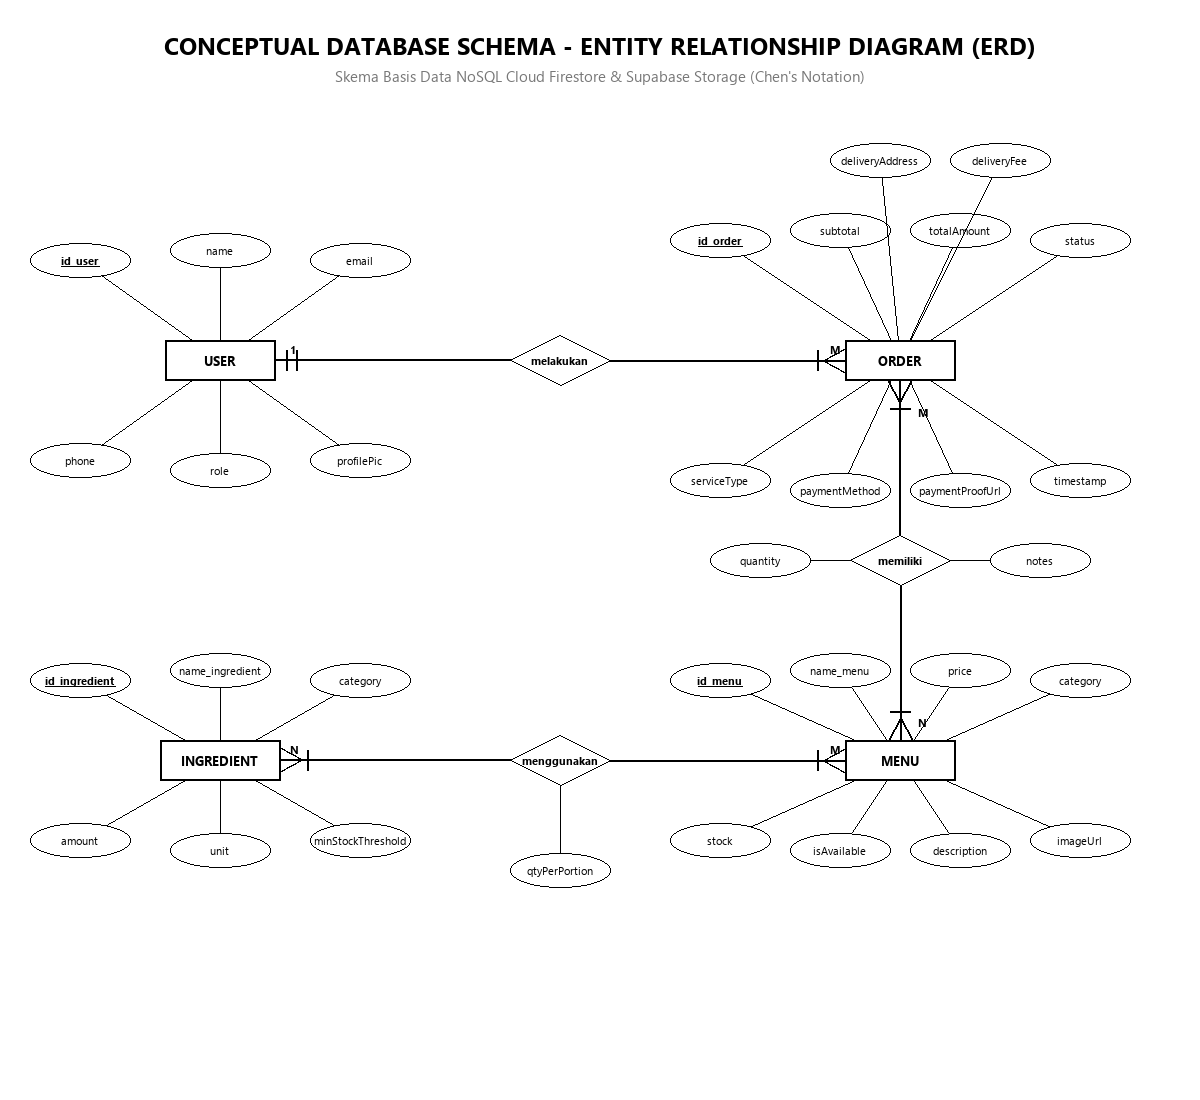 CONCEPTUAL DATABASE SCHEMA - ENTITY RELATIONSHIP DIAGRAM (ERD)
Skema Basis Data NoSQL Cloud Firestore & Supabase Storage (Chen's Notation)
deliveryAddress
deliveryFee
id_user
name
email
id_order
subtotal
totalAmount
status
USER
1
melakukan
M
ORDER
M
phone
role
profilePic
serviceType
paymentMethod
paymentProofUrl
timestamp
quantity
memiliki
notes
id_ingredient
name_ingredient
category
id_menu
name_menu
price
category
N
INGREDIENT
N
menggunakan
M
MENU
amount
unit
minStockThreshold
qtyPerPortion
stock
isAvailable
description
imageUrl